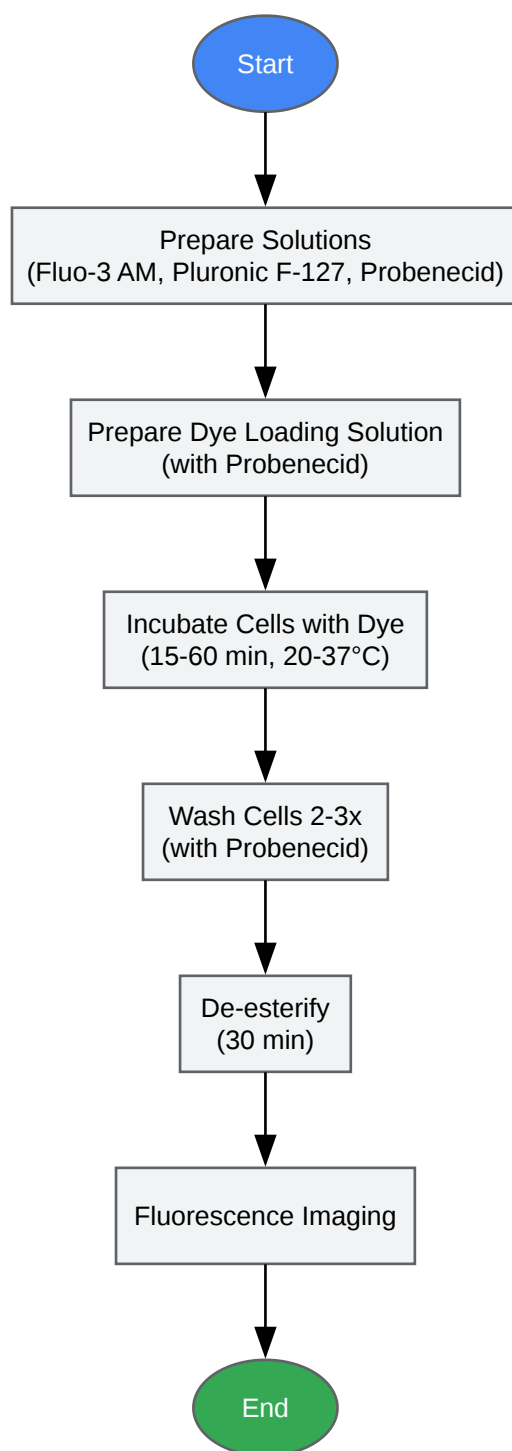 Start
Prepare Solutions
(Fluo-3 AM, Pluronic F-127, Probenecid)
Prepare Dye Loading Solution
(with Probenecid)
Incubate Cells with Dye
(15-60 min, 20-37°C)
Wash Cells 2-3x
(with Probenecid)
De-esterify
(30 min)
Fluorescence Imaging
End